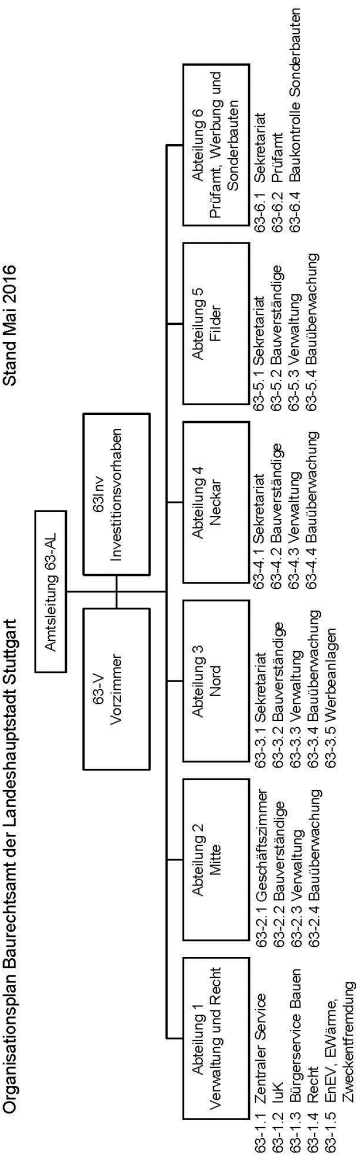 Organisationsplan Baurechtsamt der Landeshauptstadt Stuttgart
Stand Mai 2016
Amtsleitung 63-AL
63-V
Vorzimmer
63Inv
Investitionsvorhaben
Abteilung 1
Verwaltung und Recht
63-1.1 Zentraler Service
63-1.2 IuK
63-1.3 Bürgerservice Bauen
63-1.4 Recht
63-1.5 EnEV, EWärme,
Zweckentfremdung
Abteilung 2
Mitte
63-2.1 Geschäftszimmer
63-2.2 Bauverständige
63-2.3 Verwaltung
63-2.4 Bauüberwachung
Abteilung 3
Nord
63-3.1 Sekretariat
63-3.2 Bauverständige
63-3.3 Verwaltung
63-3.4 Bauüberwachung
63-3.5 Werbeanlagen
Abteilung 4
Neckar
63-4.1 Sekretariat
63-4.2 Bauverständige
63-4.3 Verwaltung
63-4.4 Bauüberwachung
Abteilung 5
Filder
63-5.1 Sekretariat
63-5.2 Bauverständige
63-5.3 Verwaltung
63-5.4 Bauüberwachung
Abteilung 6
Prüfamt, Werbung und
Sonderbauten
63-6.1 Sekretariat
63-6.2 Prüfamt
63-6.4 Baukontrolle Sonderbauten